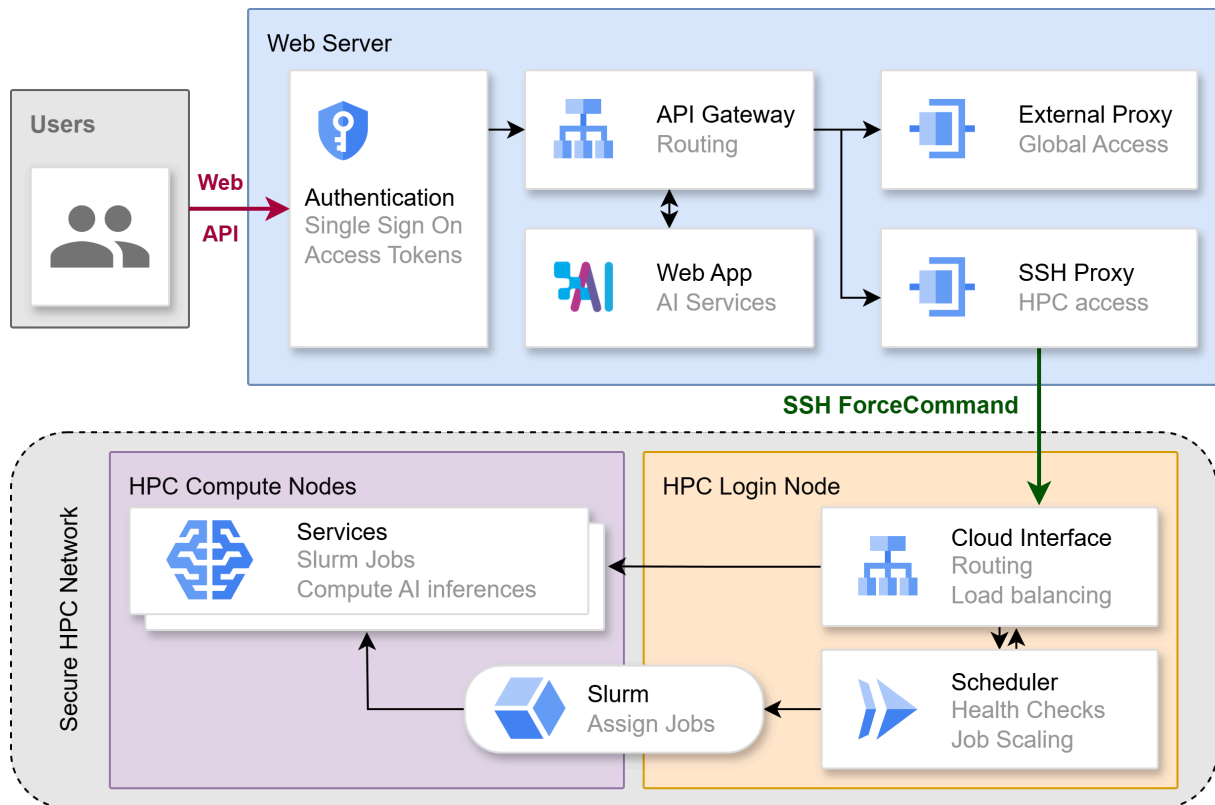 Web Server
Users
Web
API
Authentication
Single Sign On
Access Tokens
API Gateway
Routing
Web App
AI Services
External Proxy
Global Access
SSH Proxy
HPC access
SSH ForceCommand
Secure HPC Network
HPC Compute Nodes
Services
Slurm Jobs
Compute AI inferences
HPC Login Node
Cloud Interface
Routing
Load balancing
Slurm
Assign Jobs
Scheduler
Health Checks
Job Scaling